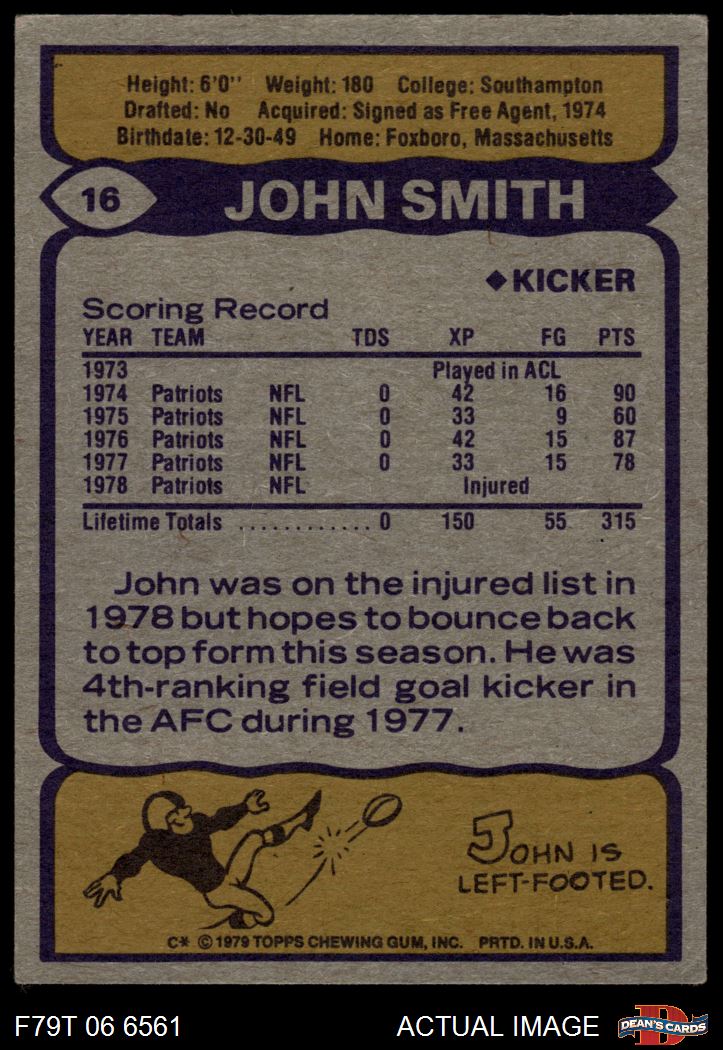 Height: 6'0'' Weight: 180 College: Southampton
Drafted: No Acquired: Signed as Free Agent, 1974
Birthdate: 12-30-49 Home: Foxboro, Massachusetts
16 JOHN SMITH
◆KICKER
Scoring Record
YEAR TEAM TDS XP FG PTS
1973 Played in ACL
1974 Patriots NFL 0 42 16 90
1975 Patriots NFL 0 33 9 60
1976 Patriots NFL 0 42 15 87
1977 Patriots NFL 0 33 15 78
1978 Patriots NFL Injured
Lifetime Totals ............ 0 150 55 315
John was on the injured list in
1978 but hopes to bounce back
to top form this season. He was
4th-ranking field goal kicker in
the AFC during 1977.
JOHN IS
LEFT-FOOTED.
C* © 1979 TOPPS CHEWING GUM, INC. PRTD. IN U.S.A.
F79T 06 6561 ACTUAL IMAGE D DEAN'S CARDS